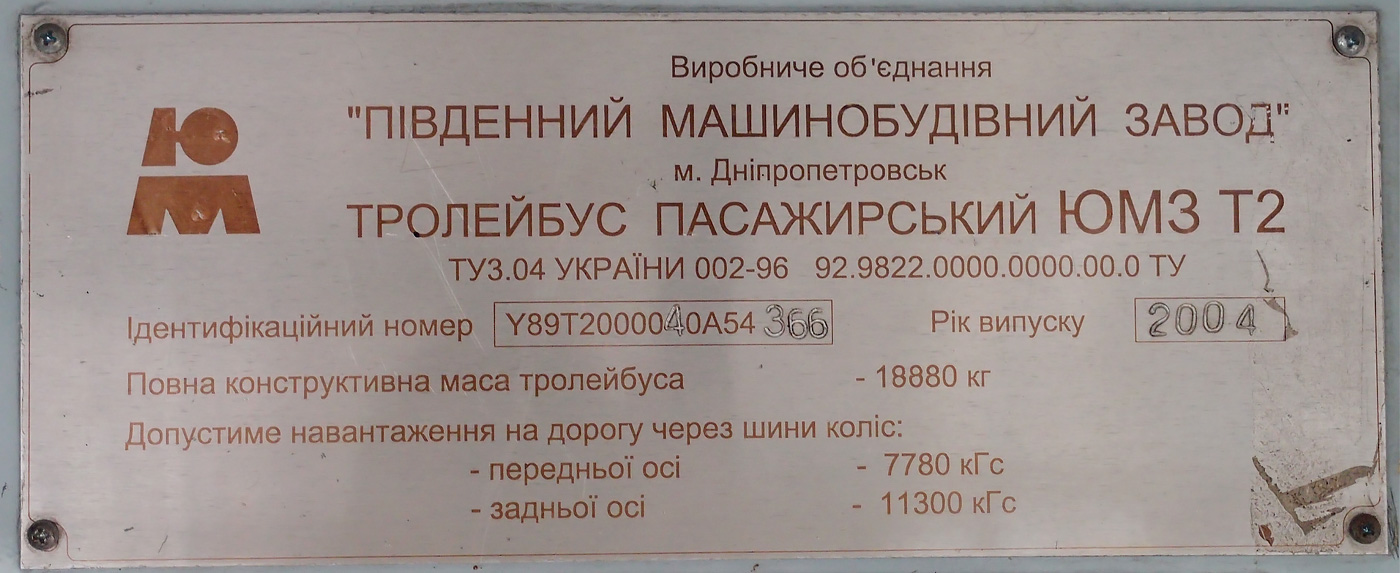 Виробниче об'єднання
"ПІВДЕННИЙ МАШИНОБУДІВНИЙ ЗАВОД"
м. Дніпропетровськ
ТРОЛЕЙБУС ПАСАЖИРСЬКИЙ ЮМЗ Т2
ТУ3.04 УКРАЇНИ 002-96 92.9822.0000.0000.00.0 ТУ
Ідентифікаційний номер Y89T200040A54366 Рік випуску 2004
Повна конструктивна маса тролейбуса - 18880 кг
Допустиме навантаження на дорогу через шини коліс:
- передньої осі - 7780 кГс
- задньої осі - 11300 кГс
ЮМ